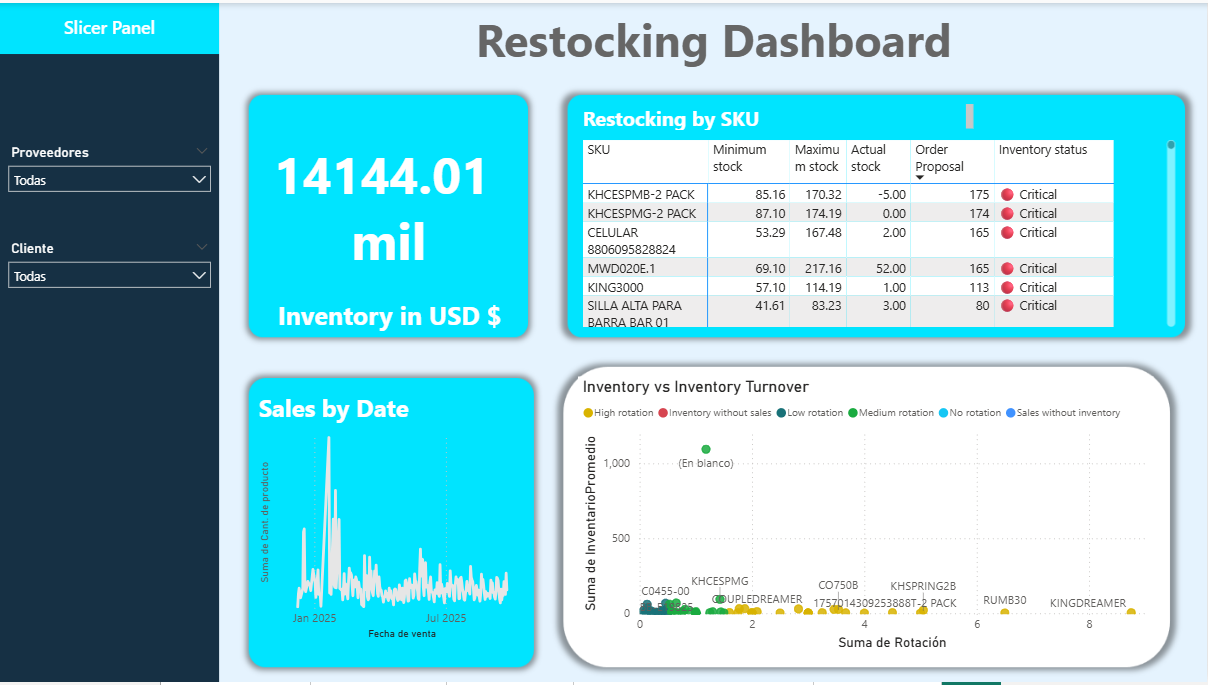 Slicer Panel
Restocking Dashboard
Proveedores
Todas
Cliente
Todas
14144.01
mil
Inventory in USD $
Restocking by SKU
SKU Minimum stock Maximu m stock Actual stock Order Proposal Inventory status
KHCESPMB-2 PACK 85.16 170.32 -5.00 175 Critical
KHCESPMG-2 PACK 87.10 174.19 0.00 174 Critical
CELULAR 53.29 167.48 2.00 165 Critical
8806095828824
MWD020E.1 69.10 217.16 52.00 165 Critical
KING3000 57.10 114.19 1.00 113 Critical
SILLA ALTA PARA 41.61 83.23 3.00 80 Critical
BARRA BAR 01
Sales by Date
Suma de Cant. de producto
Jan 2025 Jul 2025
Fecha de venta
Inventory vs Inventory Turnover
High rotation Inventory without sales Low rotation Medium rotation No rotation Sales without inventory
Suma de InventarioPromedio
1,000
500
0
(En blanco)
C0455-00
KHCESPMG
COUPLEDREAMER
CO750B
1757014309253888T-2 PACK
KHSPRING2B
RUMB30
KINGDREAMER
0 2 4 6 8
Suma de Rotación